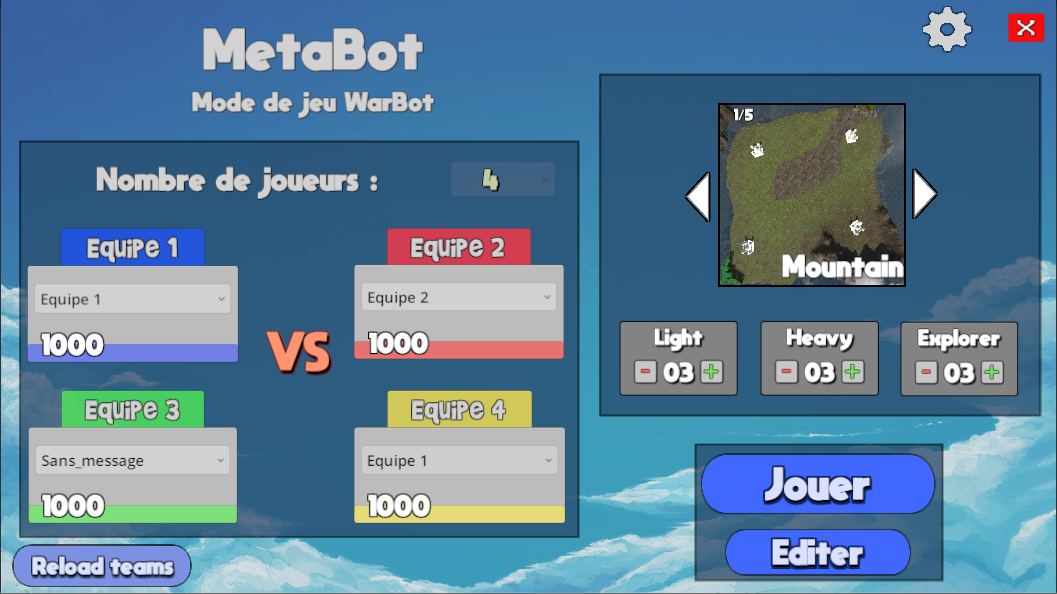 MetaBot
Mode de jeu WarBot
Nombre de joueurs : 4
Equipe 1
Equipe 1
1000
Equipe 2
Equipe 2
1000
VS
Equipe 3
Sans_message
1000
Equipe 4
Equipe 1
1000
Reload teams
1/5
Mountain
Light
- 03 +
Heavy
- 03 +
Explorer
- 03 +
Jouer
Editer